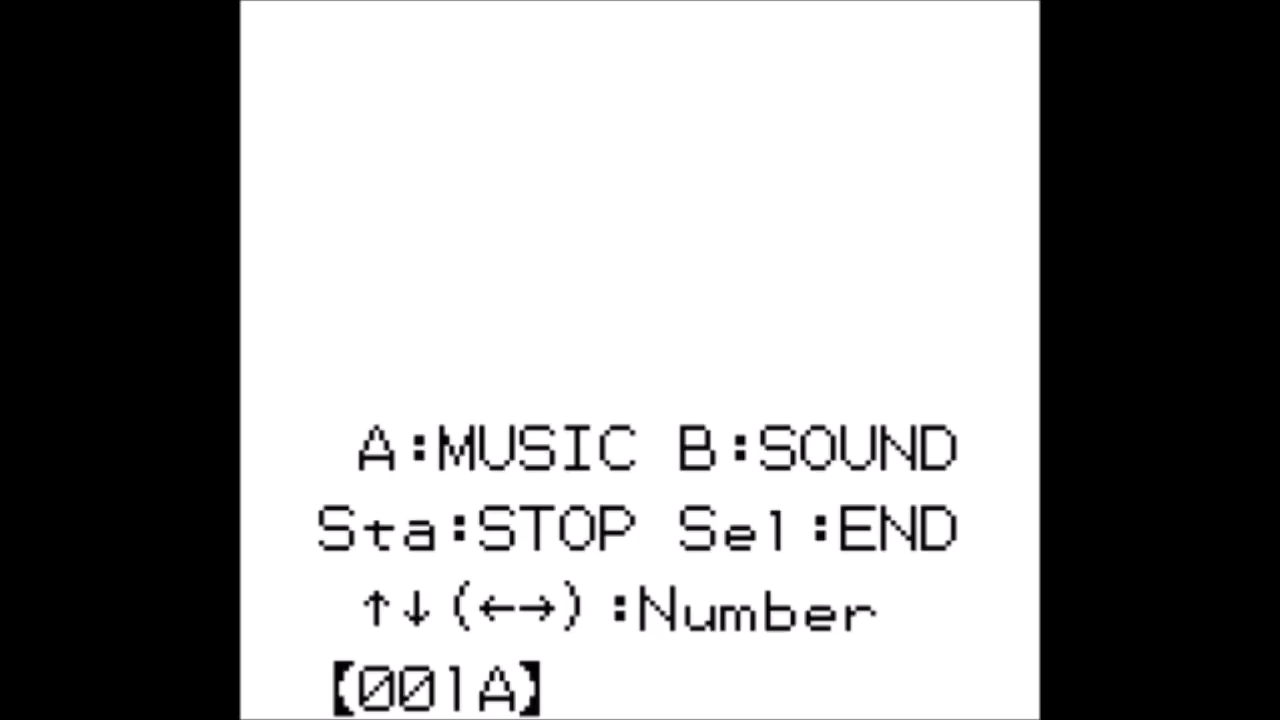 A:MUSIC B:SOUND
Sta:STOP Sel:END
↑↓(←→):Number
【001A】